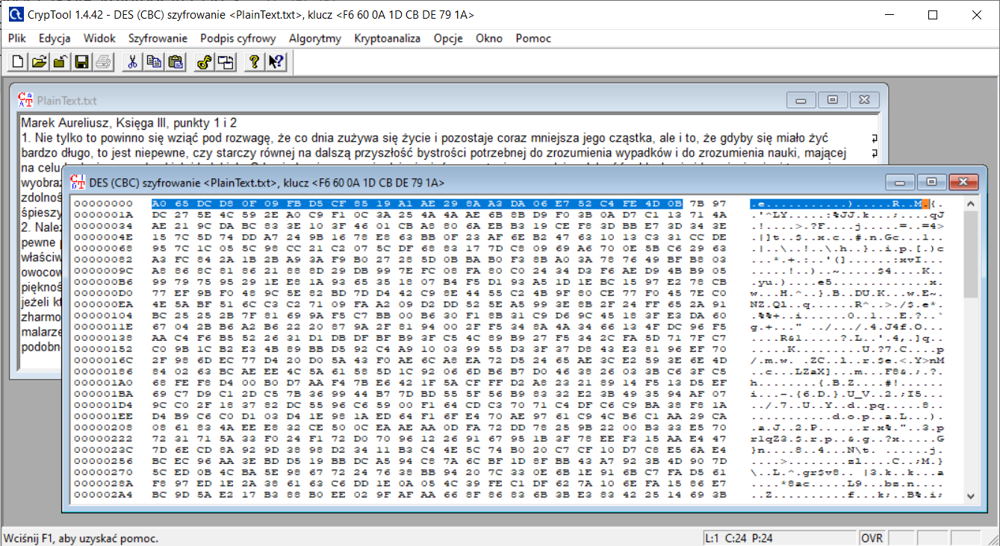 CrypTool 1.4.42 - DES (CBC) szyfrowanie <PlainText.txt>, klucz <F6 60 0A 1D CB DE 79 1A>
Plik Edycja Widok Szyfrowanie Podpis cyfrowy Algorytmy Kryptoanaliza Opcje Okno Pomoc
PlainText.txt
Marek Aureliusz, Księga III, punkty 1 i 2
1. Nie tylko to powinno się wziąć pod rozwagę, że co dnia zużywa się życie i pozostaje coraz mniejsza jego cząstka, ale i to, że gdyby się miało żyć
bardzo długo, to jest niepewne, czy starczy równej na dalszą przyszłość bystrości potrzebnej do zrozumienia wypadków i do zrozumienia nauki, mającej
na celu
wyobraz
zdolnoś
śpieszy
2. Należ
pewne p
właściw
owocow
pięknoś
jeżeli kt
zharmo
malarze
podobn
DES (CBC) szyfrowanie <PlainText.txt>, klucz <F6 60 0A 1D CB DE 79 1A>
00000000 A0 65 DC D8 0F 09 FB D5 CF 85 19 A1 AE 29 8A A3 DA 06 E7 52 C4 FE 4D 0B 7B 97 .e...........).....R..M.{.
0000001A DC 27 5E 4C 59 2E A0 C9 F1 0C 3A 25 4A 4A AE 6B 8B D9 F0 3B 0A D7 C1 13 71 4A .'^LY.....:%JJ.k...;....qJ
00000034 AE 21 9C DA BC 83 3E 10 3F 46 01 CB A8 80 6A EB B3 19 CE F8 3D BB E7 3D 34 3E .!....>.?F....j.....=..=4>
0000004E 15 7C 5D 74 DD A7 24 9B 16 78 E8 63 BB 0F 23 AF 6E B2 47 63 10 13 C3 31 CC DE .|]t..$..x.c..#.n.Gc...1..
00000068 95 7C 1C 05 5C 98 CC 21 C2 07 5C DF 68 83 17 7D C8 09 69 A6 70 0E 5B C6 29 63 .|..\..!..\.h..}..i.p.[.)c
00000082 A3 FC 84 2A 1B 2B A9 3A F9 B0 27 28 5D 0B BA B0 F3 8B A0 3A 78 76 49 BF B8 03 ...*.+.:..'(]......:xvI...
0000009C A8 86 8C 81 86 21 88 8D 29 DB 99 7E FC 08 FA 80 C0 24 34 D3 F6 AE D9 4B B9 05 .....!..)..~.....$4....K..
000000B6 99 79 75 95 29 1E E8 1A 93 65 35 18 07 B4 F5 D1 93 A5 1D 1E BC 15 97 E2 78 CB .yu.)....e5.............x.
000000D0 77 EF 9B F0 48 9C 5E 82 BD 7D D4 42 C9 8E 44 55 C2 4B 9F 80 CE 77 F0 45 7E C0 w...H.^..}.B..DU.K...w.E~.
000000EA 4E 5A BF 51 6C C3 C2 71 09 FA A2 09 D2 DD 52 5E A5 99 3E 8B 2F 24 FF 65 2A 91 NZ.Ql..q......R^..>./$.e*.
00000104 BC 25 25 2B 7F 81 69 9A F5 C7 BB 00 B6 30 F1 8B 31 C9 D6 9C 45 18 3F E3 DA 60 .%%+..i......0..1...E.?..`
0000011E 67 04 2B B6 A2 B6 22 20 87 9A 2F 81 94 00 2F F5 34 8A 4A 34 66 13 4F DC 96 F5 g.+..." ../.../.4.J4f.O...
00000138 AA C4 F6 B5 52 26 31 D1 DB DF BF B9 3F C5 4C 89 B9 27 F5 34 2C FA 5D 71 7F C7 ....R&1.....?.L..'.4,.]q..
00000152 C0 9B 1C B2 E3 4B 89 BB D5 92 C4 A9 10 03 99 55 D3 3F 37 D8 43 E3 81 96 EF 70 .....K.........U.?7.C....p
0000016C 2F 98 6D EC 77 D4 20 D0 5A 43 F0 AE 6C A8 EA 72 D5 24 65 AE 3C E2 59 3E 6E 4D /.m.w. .ZC..l..r.$e.<.Y>nM
00000186 84 02 63 BC AE EE 4C 5A 61 58 5D 1C 92 06 6D B6 B7 D0 46 38 26 03 3B C6 3F C5 ..c...LZaX]...m...F8&.;.?.
000001A0 68 FE F8 D4 00 B0 D7 AA F4 7B E6 42 1F 5A CF FF D2 A8 23 21 89 14 F5 13 D5 EF h........{.B.Z....#!......
000001BA 69 C7 D9 C1 2D C5 7B 36 99 44 B7 7D BD 55 5F 56 B9 83 32 E2 3B 49 35 94 AF 07 i...-.{6.D.}.U_V..2.;I5...
000001D4 9C C0 2F 18 37 82 DC 55 96 C6 59 00 F1 64 CD C3 70 71 C4 DF C6 C9 BA 38 F8 1A ../.7..U..Y..d..pq.....8..
000001EE D4 B9 C6 C0 D1 03 D4 1E 98 1A ED 64 F1 6F E4 70 AE 97 61 C9 4C B6 C1 AA 29 CA ...........d.o.p..a.L...).
00000208 08 61 83 4A EE E8 32 CE 50 0C EA AE AA 0D FA 72 DD 78 25 9B 22 00 B3 33 E5 70 .a.J..2.P......r.x%."..3.p
00000222 72 31 71 5A 33 F0 24 F1 72 D0 70 96 12 26 91 67 95 1B 3F 78 EE F3 15 AA E4 47 r1qZ3.$.r.p..&.g..?x.....G
0000023C 7D 6E CD 8A 92 9D 38 98 D2 34 11 B3 C4 4E 5C 74 B0 20 C7 CF 10 D7 C8 E5 6A E4 }n....8..4...N\t. ......j.
00000256 BC EC 96 AA 3E BD D5 19 BB DC A5 94 C8 7A 6C BF 1D 8F BB 43 A7 92 3B 4D 90 7D ....>........zl....C..;M.}
00000270 5C ED 0B 4C BA 5E 98 67 72 24 76 38 BB 94 20 7C 33 0E 6B 1E 91 6B C7 FA D5 61 \..L.^.gr$v8.. |3.k..k...a
0000028A F8 97 ED 1E 2A 38 61 63 C6 DD 1E 0A 05 4C 39 FE C1 DF 62 7A 10 6E FA 15 86 E7 ....*8ac.....L9...bz.n....
000002A4 BC 9D 5A E2 17 B3 88 B0 EE 02 9F AF AA 66 8F 86 83 6B 3B E3 83 42 25 14 69 3B ..Z..........f...k;..B%.i;
Wciśnij F1, aby uzyskać pomoc.
L:1 C:24 P:24
OVR